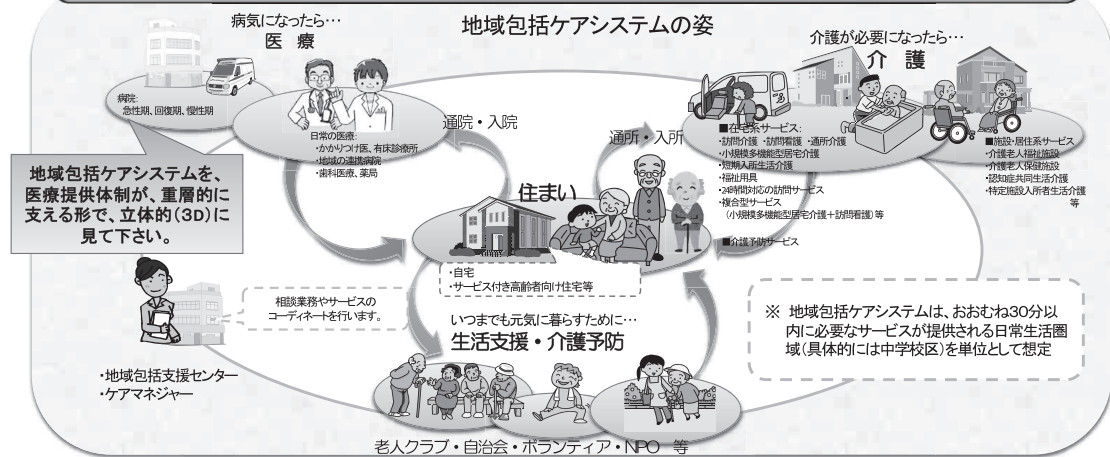 地域包括ケアシステムの姿
病気になったら…
医 療
病院:
急性期、回復期、慢性期
日常の医療:
・かかりつけ医、有床診療所
・地域の連携病院
・歯科医療、薬局
通院・入院
介護が必要になったら…
介 護
通所・入所
■在宅系サービス:
・訪問介護・訪問看護・通所介護
・小規模多機能型居宅介護
・短期入所生活介護
・福祉用具
・24時間対応の訪問サービス
・複合型サービス
(小規模多機能型居宅介護+訪問看護)等
■介護予防サービス
■施設・居住系サービス
・介護老人福祉施設
・介護老人保健施設
・認知症共同生活介護
・特定施設入所者生活介護
等
地域包括ケアシステムを、
医療提供体制が、重層的に
支える形で、立体的(3D)に
見て下さい。
住まい
・自宅
・サービス付き高齢者向け住宅等
相談業務やサービスの
コーディネートを行います。
・地域包括支援センター
・ケアマネジャー
いつまでも元気に暮らすために…
生活支援・介護予防
老人クラブ・自治会・ボランティア・NPO 等
※ 地域包括ケアシステムは、おおむね30分以
内に必要なサービスが提供される日常生活圏
域(具体的には中学校区)を単位として想定